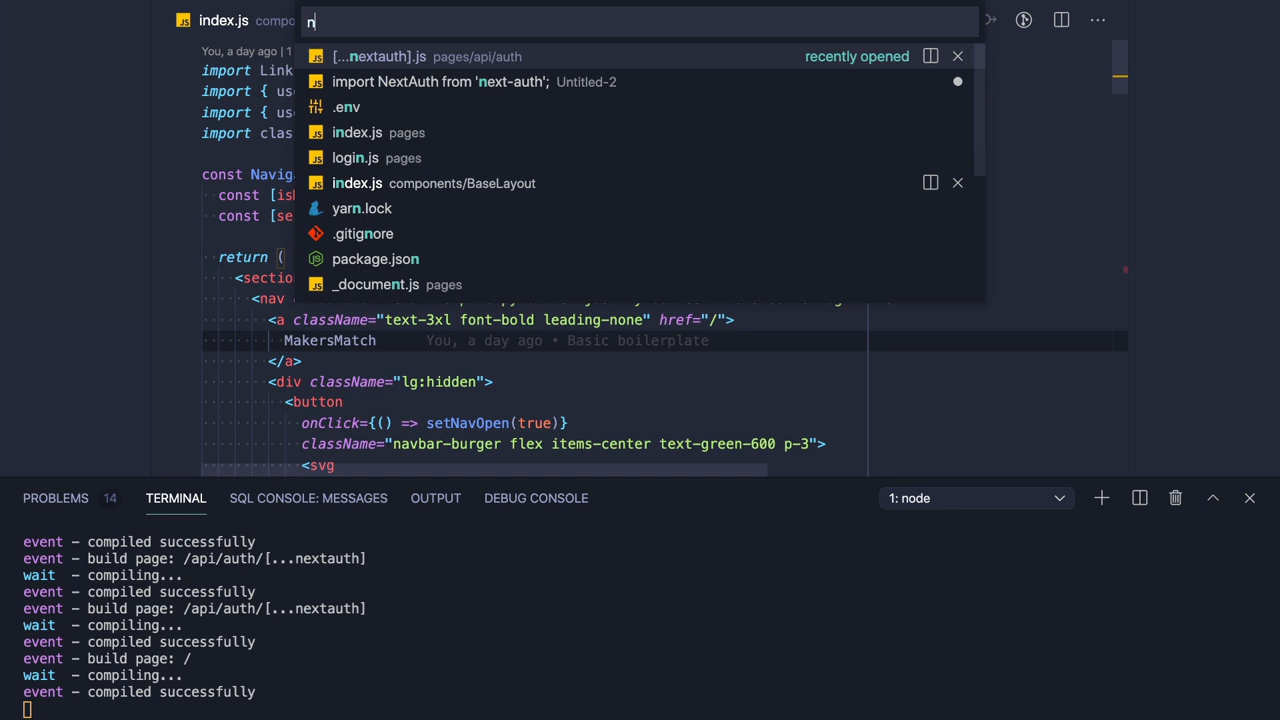 index.js compo
n
[...nextauth].js pages/api/auth recently opened
import NextAuth from 'next-auth'; Untitled-2
.env
index.js pages
login.js pages
index.js components/BaseLayout
yarn.lock
.gitignore
package.json
_document.js pages
You, a day ago | 1
import Link
import { use
import { use
import clas
const Naviga
const [isN
const [se
return (
<section
<nav
<a className="text-3xl font-bold leading-none" href="/">
MakersMatch You, a day ago • Basic boilerplate
</a>
<div className="lg:hidden">
<button
onClick={() => setNavOpen(true)}
className="navbar-burger flex items-center text-green-600 p-3">
<svg
PROBLEMS 14 TERMINAL SQL CONSOLE: MESSAGES OUTPUT DEBUG CONSOLE 1: node
event - compiled successfully
event - build page: /api/auth/[...nextauth]
wait - compiling...
event - compiled successfully
event - build page: /api/auth/[...nextauth]
wait - compiling...
event - compiled successfully
event - build page: /
wait - compiling...
event - compiled successfully